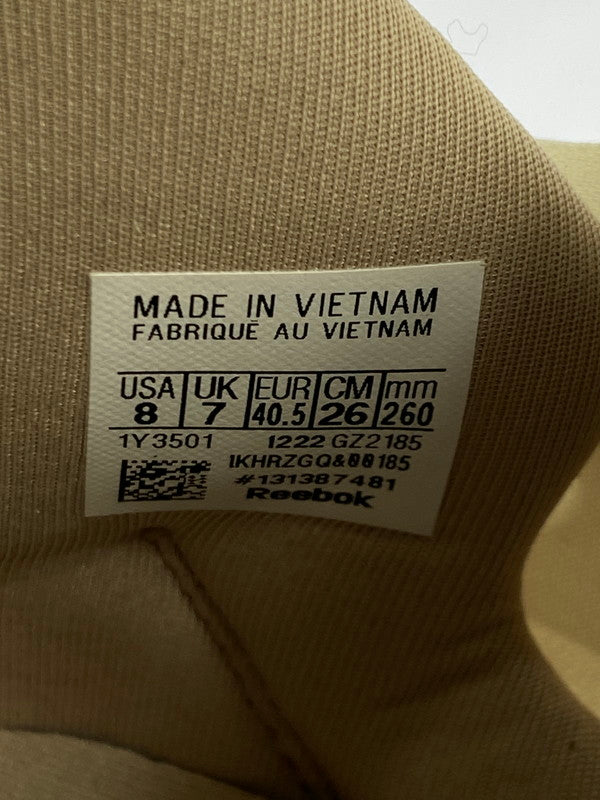 MADE IN VIETNAM
FABRIQUÉ AU VIETNAM
USA UK EUR CM mm
8 7 40.5 26 260
1Y3501 1222 GZ2185
1KHRZGQ&00185
#131387481
Reebok